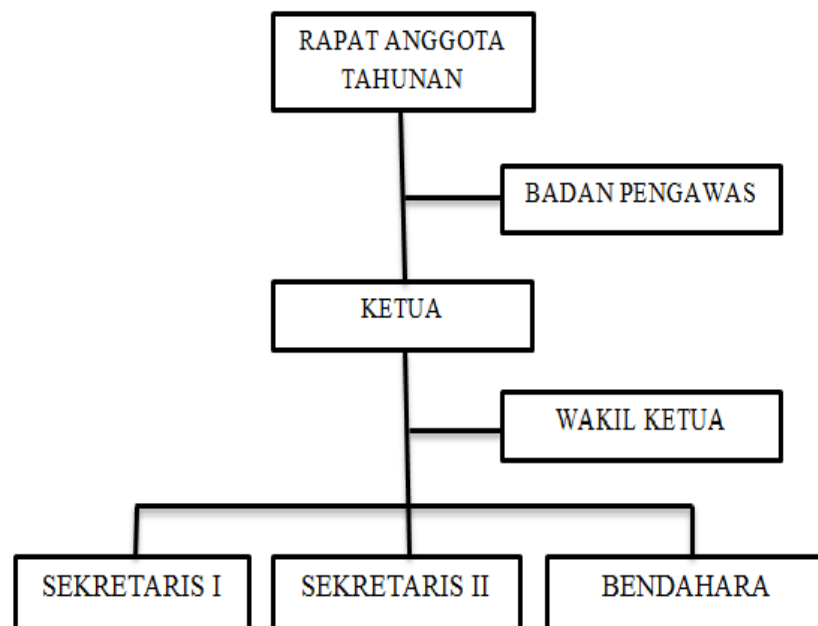 RAPAT ANGGOTA
TAHUNAN
BADAN PENGAWAS
KETUA
WAKIL KETUA
SEKRETARIS I
SEKRETARIS II
BENDAHARA